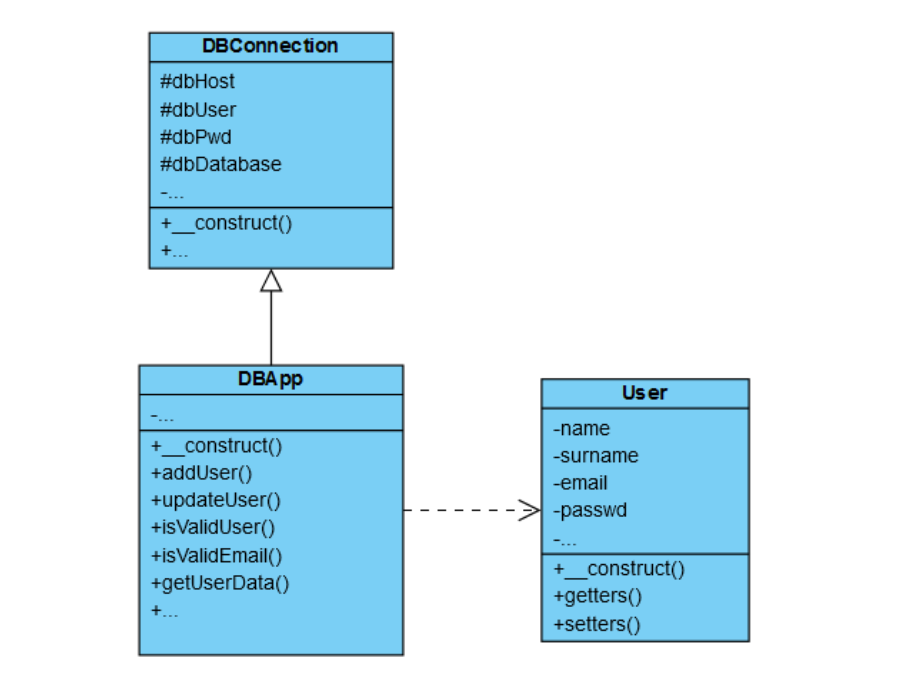 DBConnection
#dbHost
#dbUser
#dbPwd
#dbDatabase
-...
+__construct()
+...
DBApp
-...
+__construct()
+addUser()
+updateUser()
+isValidUser()
+isValidEmail()
+getUserData()
+...
User
-name
-surname
-email
-passwd
-...
+__construct()
+getters()
+setters()